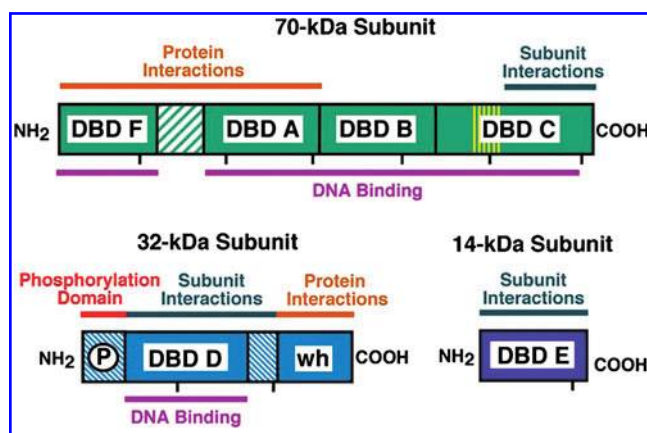 70-kDa Subunit
Protein
Interactions
Subunit
Interactions
NH2 DBD F DBD A DBD B DBD C COOH
DNA Binding
32-kDa Subunit
Phosphorylation
Domain
Subunit
Interactions
Protein
Interactions
NH2 P DBD D wh COOH
DNA Binding
14-kDa Subunit
Subunit
Interactions
NH2 DBD E COOH